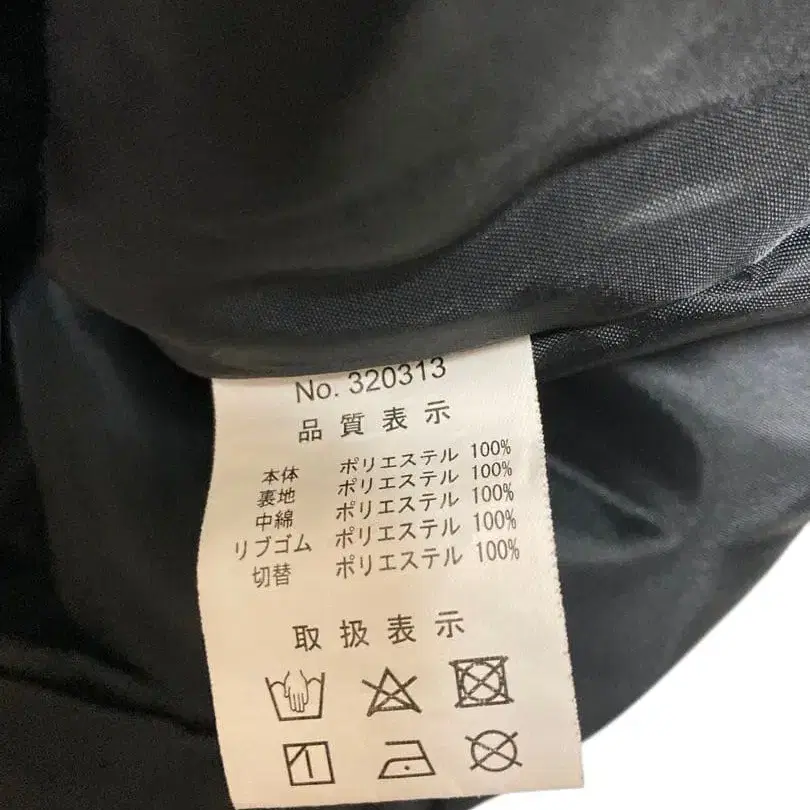 No. 320313
品質表示
本体 ポリエステル 100%
裏地 ポリエステル 100%
中綿 ポリエステル 100%
リブゴム ポリエステル 100%
切替 ポリエステル 100%
取扱表示